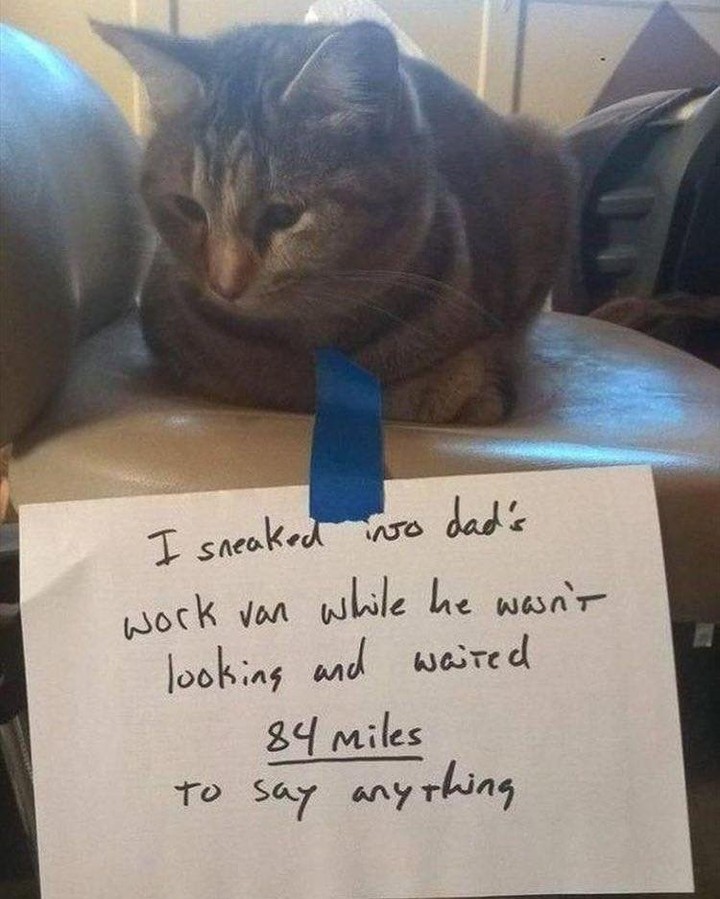 I sneaked into dad's
work van while he wasn't
looking and waited
84 miles
to say anything